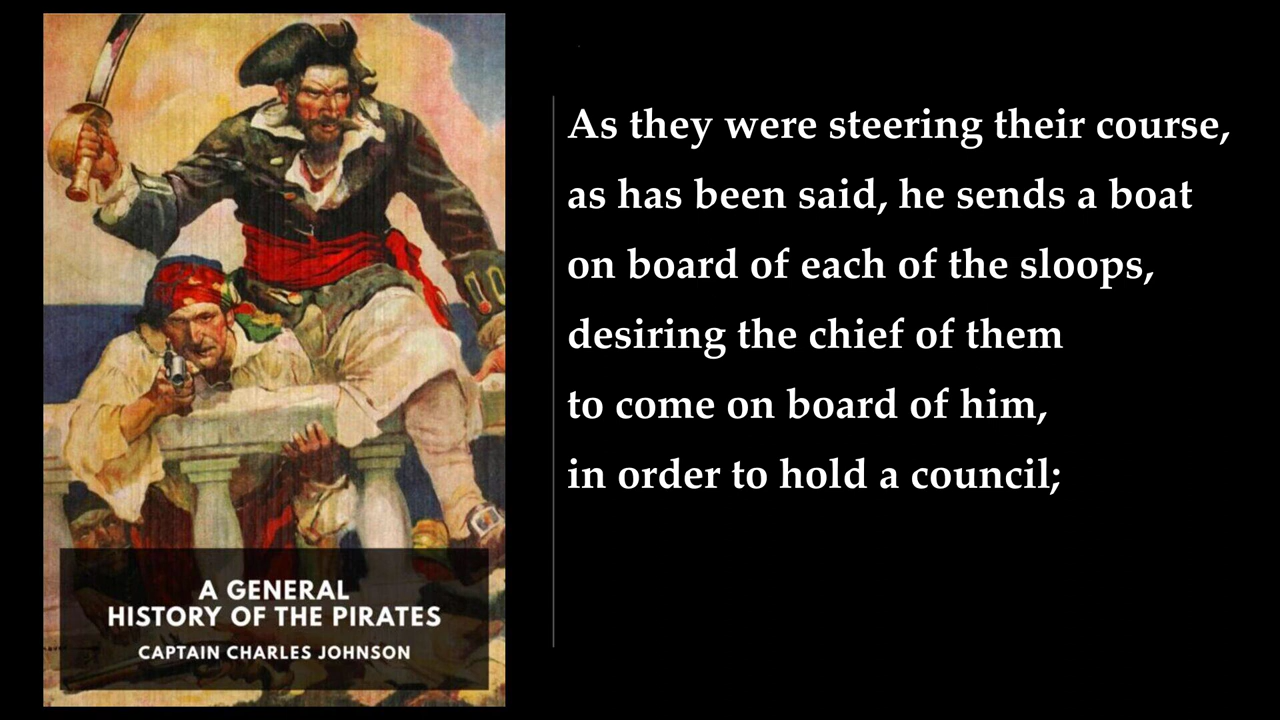 A GENERAL
HISTORY OF THE PIRATES
CAPTAIN CHARLES JOHNSON
As they were steering their course,
as has been said, he sends a boat
on board of each of the sloops,
desiring the chief of them
to come on board of him,
in order to hold a council;